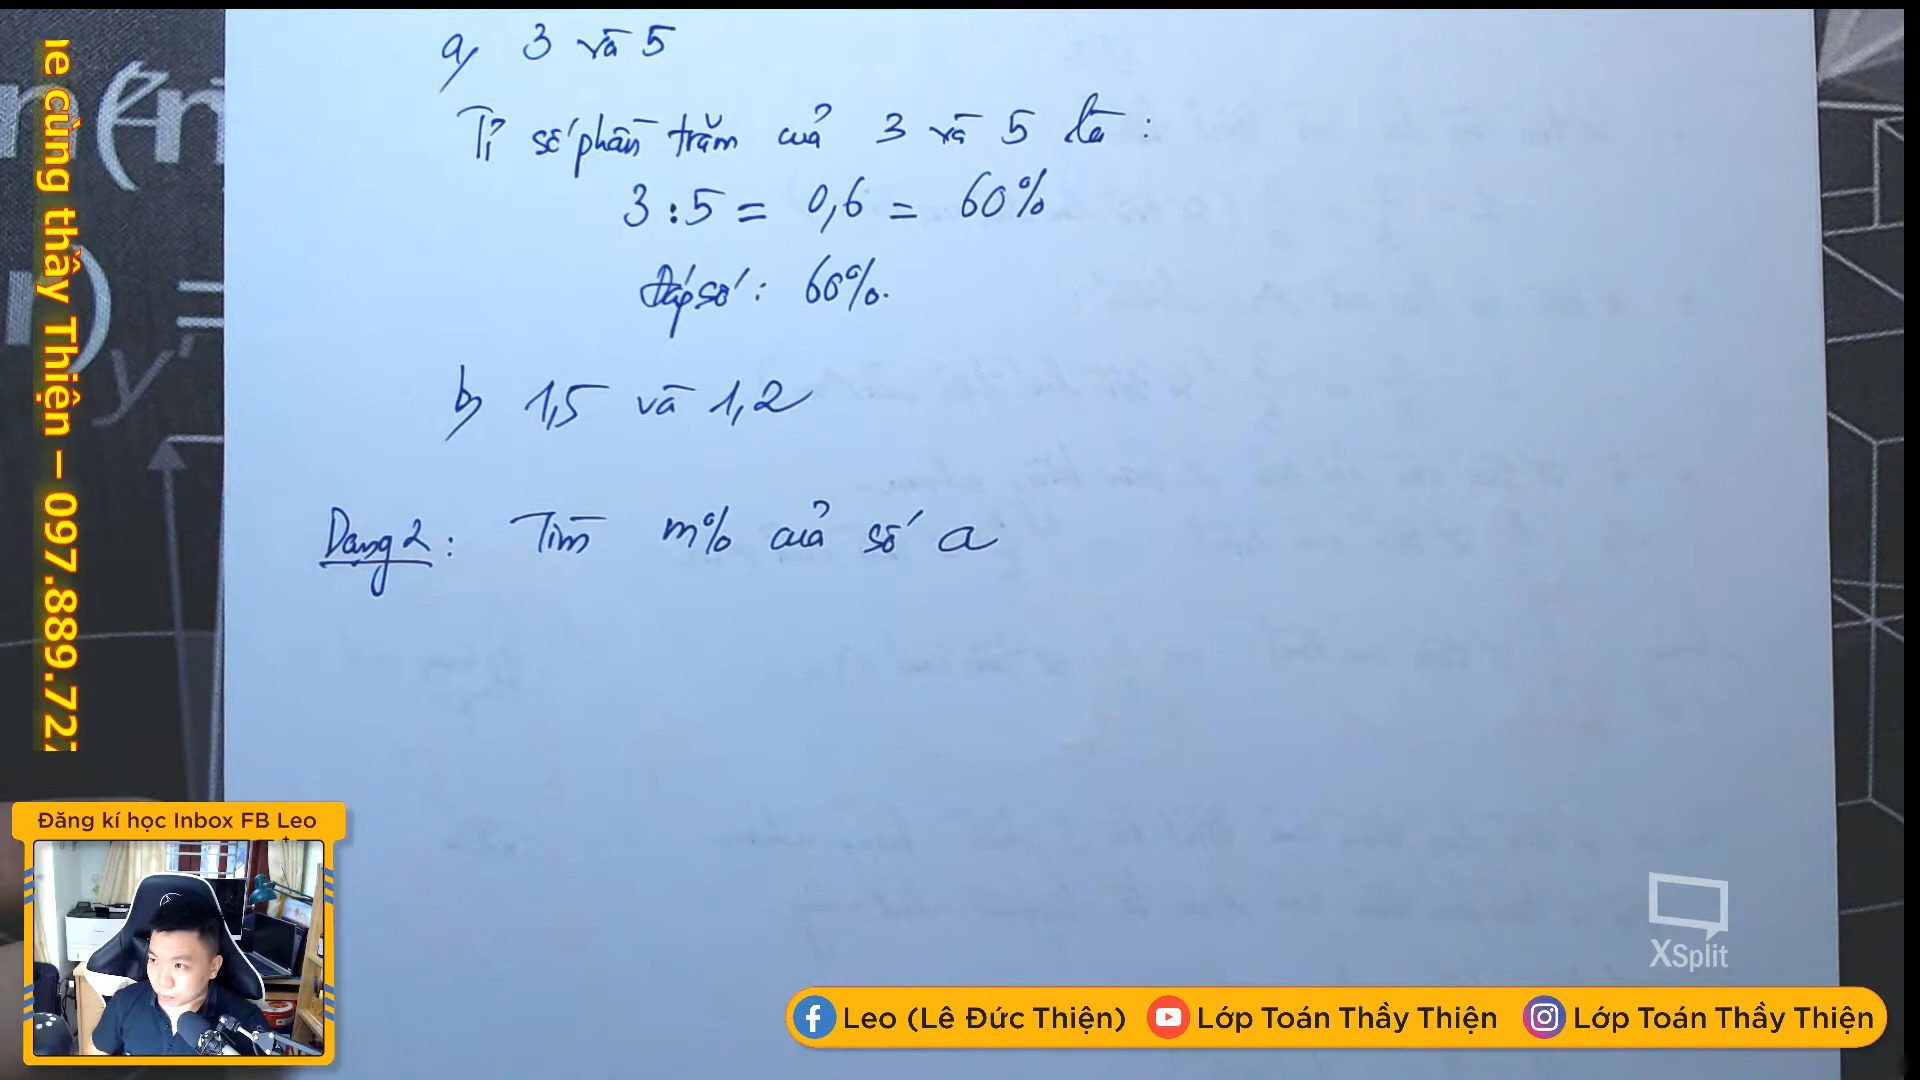 a, 3 và 5
Tỉ số phần trăm của 3 và 5 là :
3 : 5 = 0,6 = 60%
Đáp số : 60%.
b, 1,5 và 1,2
Dạng 2 : Tìm m% của số a
ne cùng thầy Thiện – 097.889.727
Đăng kí học Inbox FB Leo
XSplit
Leo (Lê Đức Thiện) Lớp Toán Thầy Thiện Lớp Toán Thầy Thiện